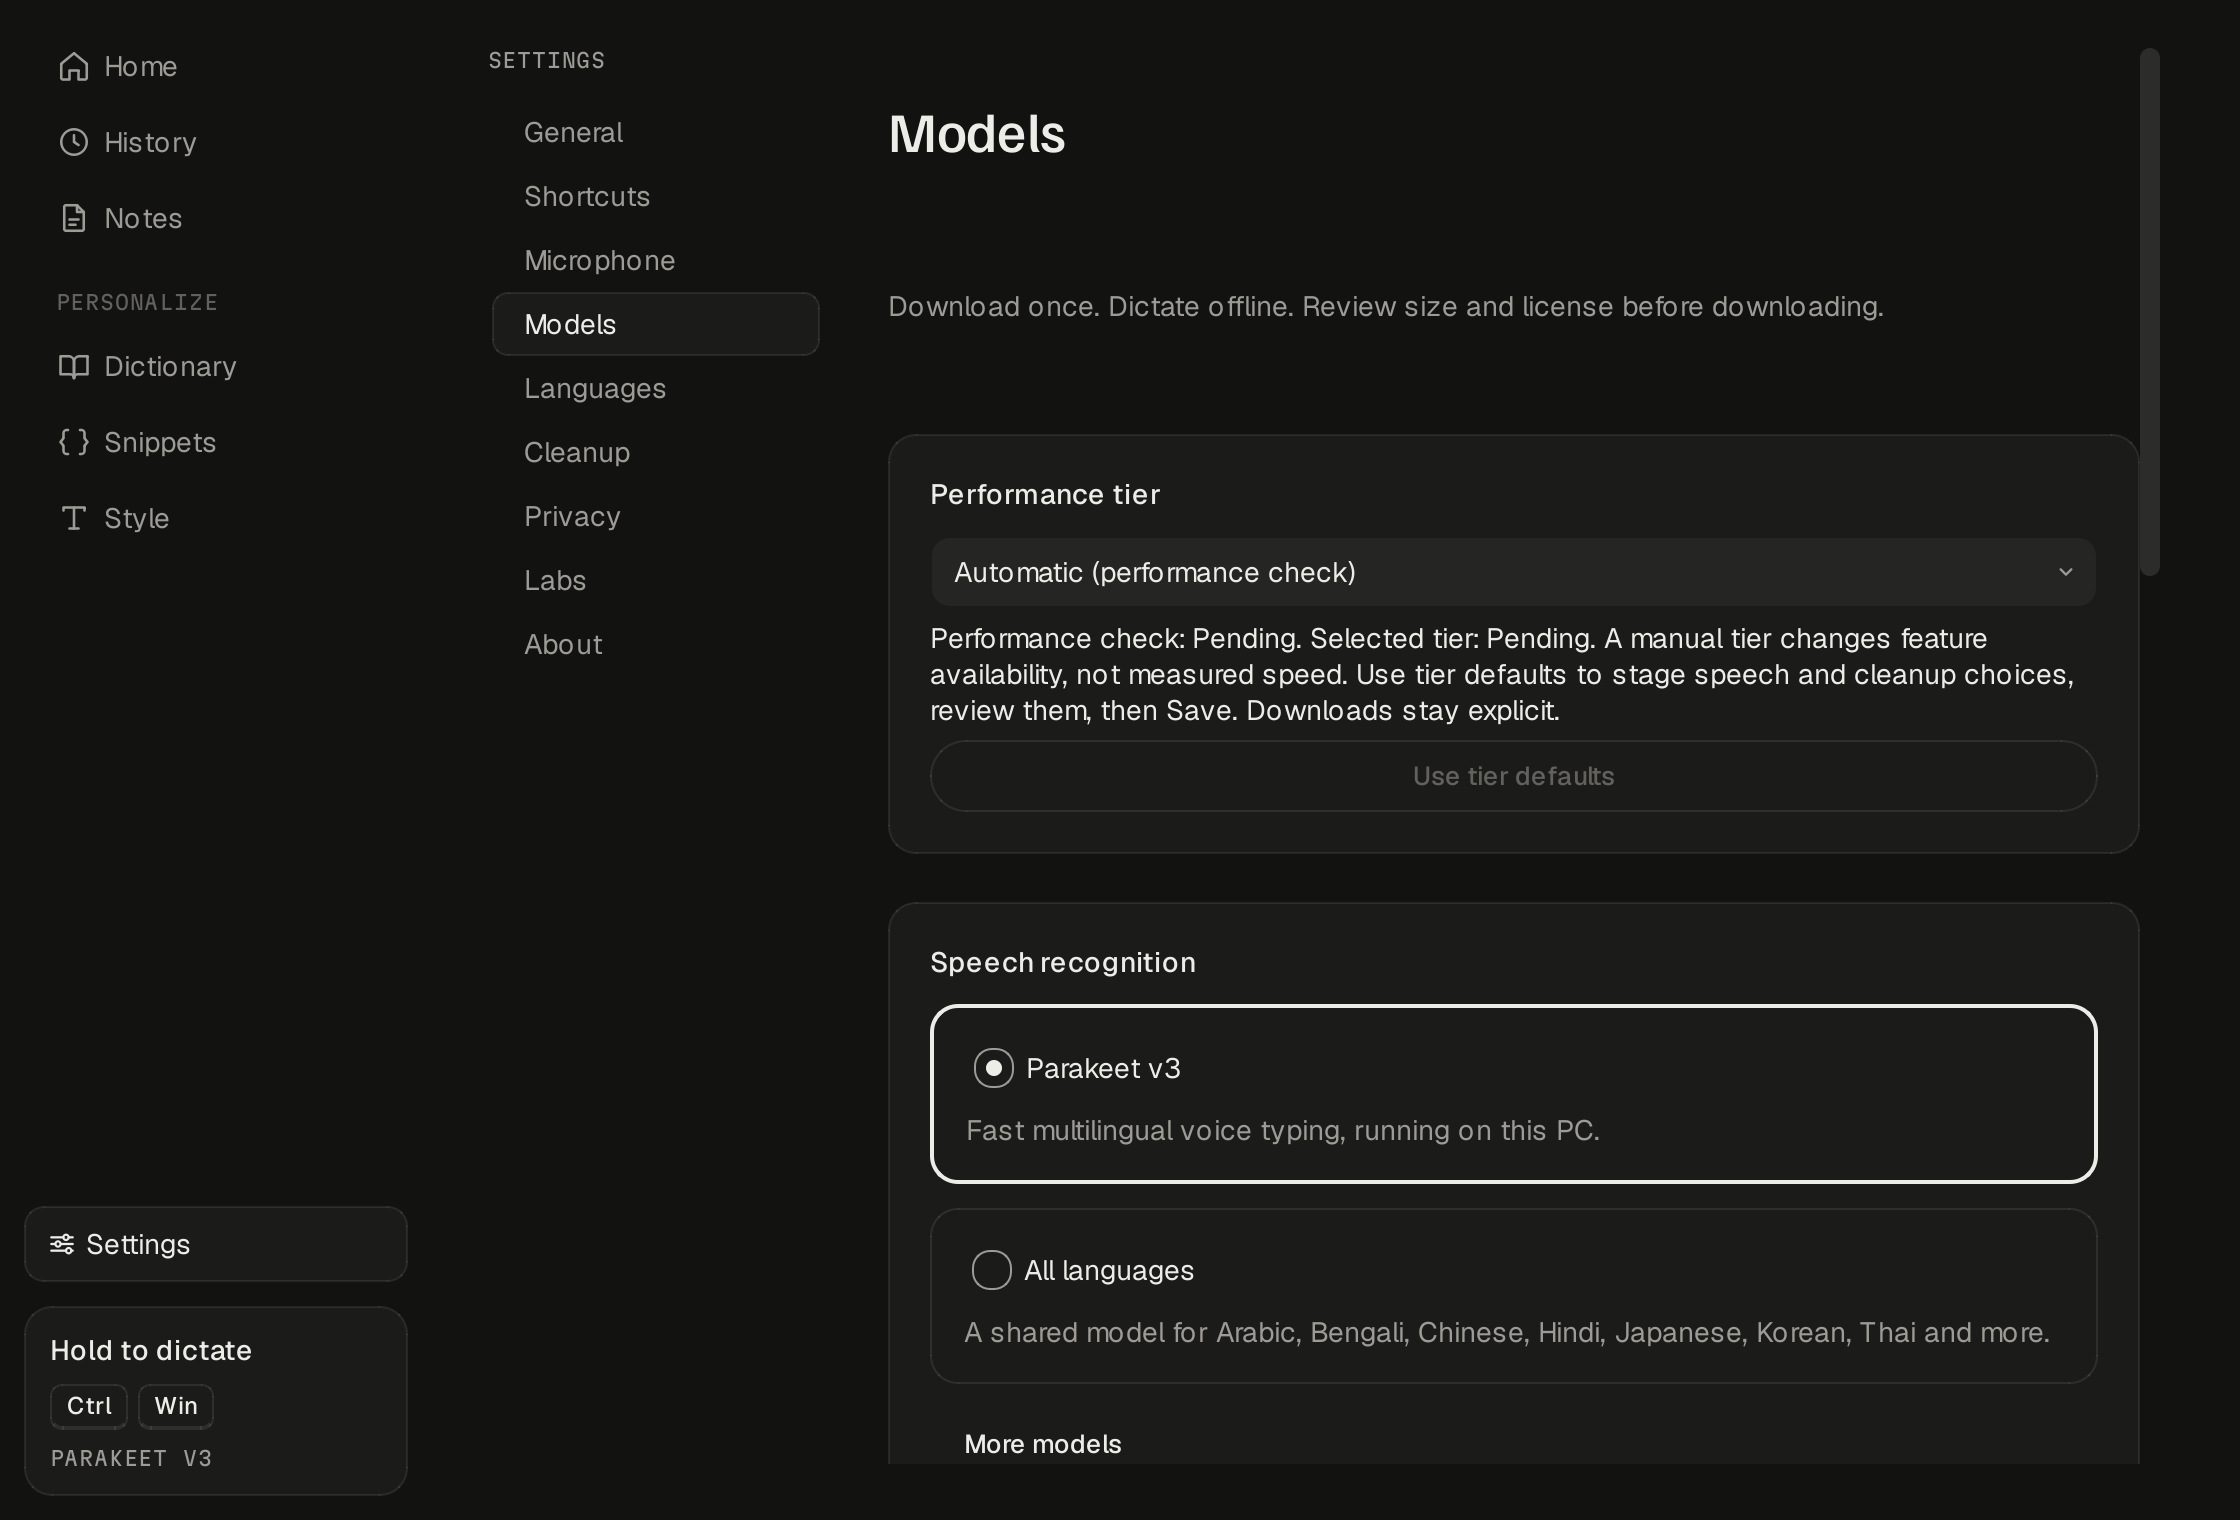 Home
History
Notes
PERSONALIZE
Dictionary
Snippets
Style
Settings
Hold to dictate
Ctrl Win
PARAKEET V3
SETTINGS
General
Shortcuts
Microphone
Models
Languages
Cleanup
Privacy
Labs
About
Models
Download once. Dictate offline. Review size and license before downloading.
Performance tier
Automatic (performance check)
Performance check: Pending. Selected tier: Pending. A manual tier changes feature
availability, not measured speed. Use tier defaults to stage speech and cleanup choices,
review them, then Save. Downloads stay explicit.
Use tier defaults
Speech recognition
Parakeet v3
Fast multilingual voice typing, running on this PC.
All languages
A shared model for Arabic, Bengali, Chinese, Hindi, Japanese, Korean, Thai and more.
More models